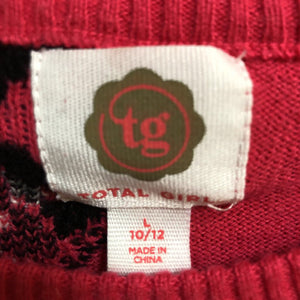 tg
TOTAL GIRL
L
10/12
MADE IN
CHINA